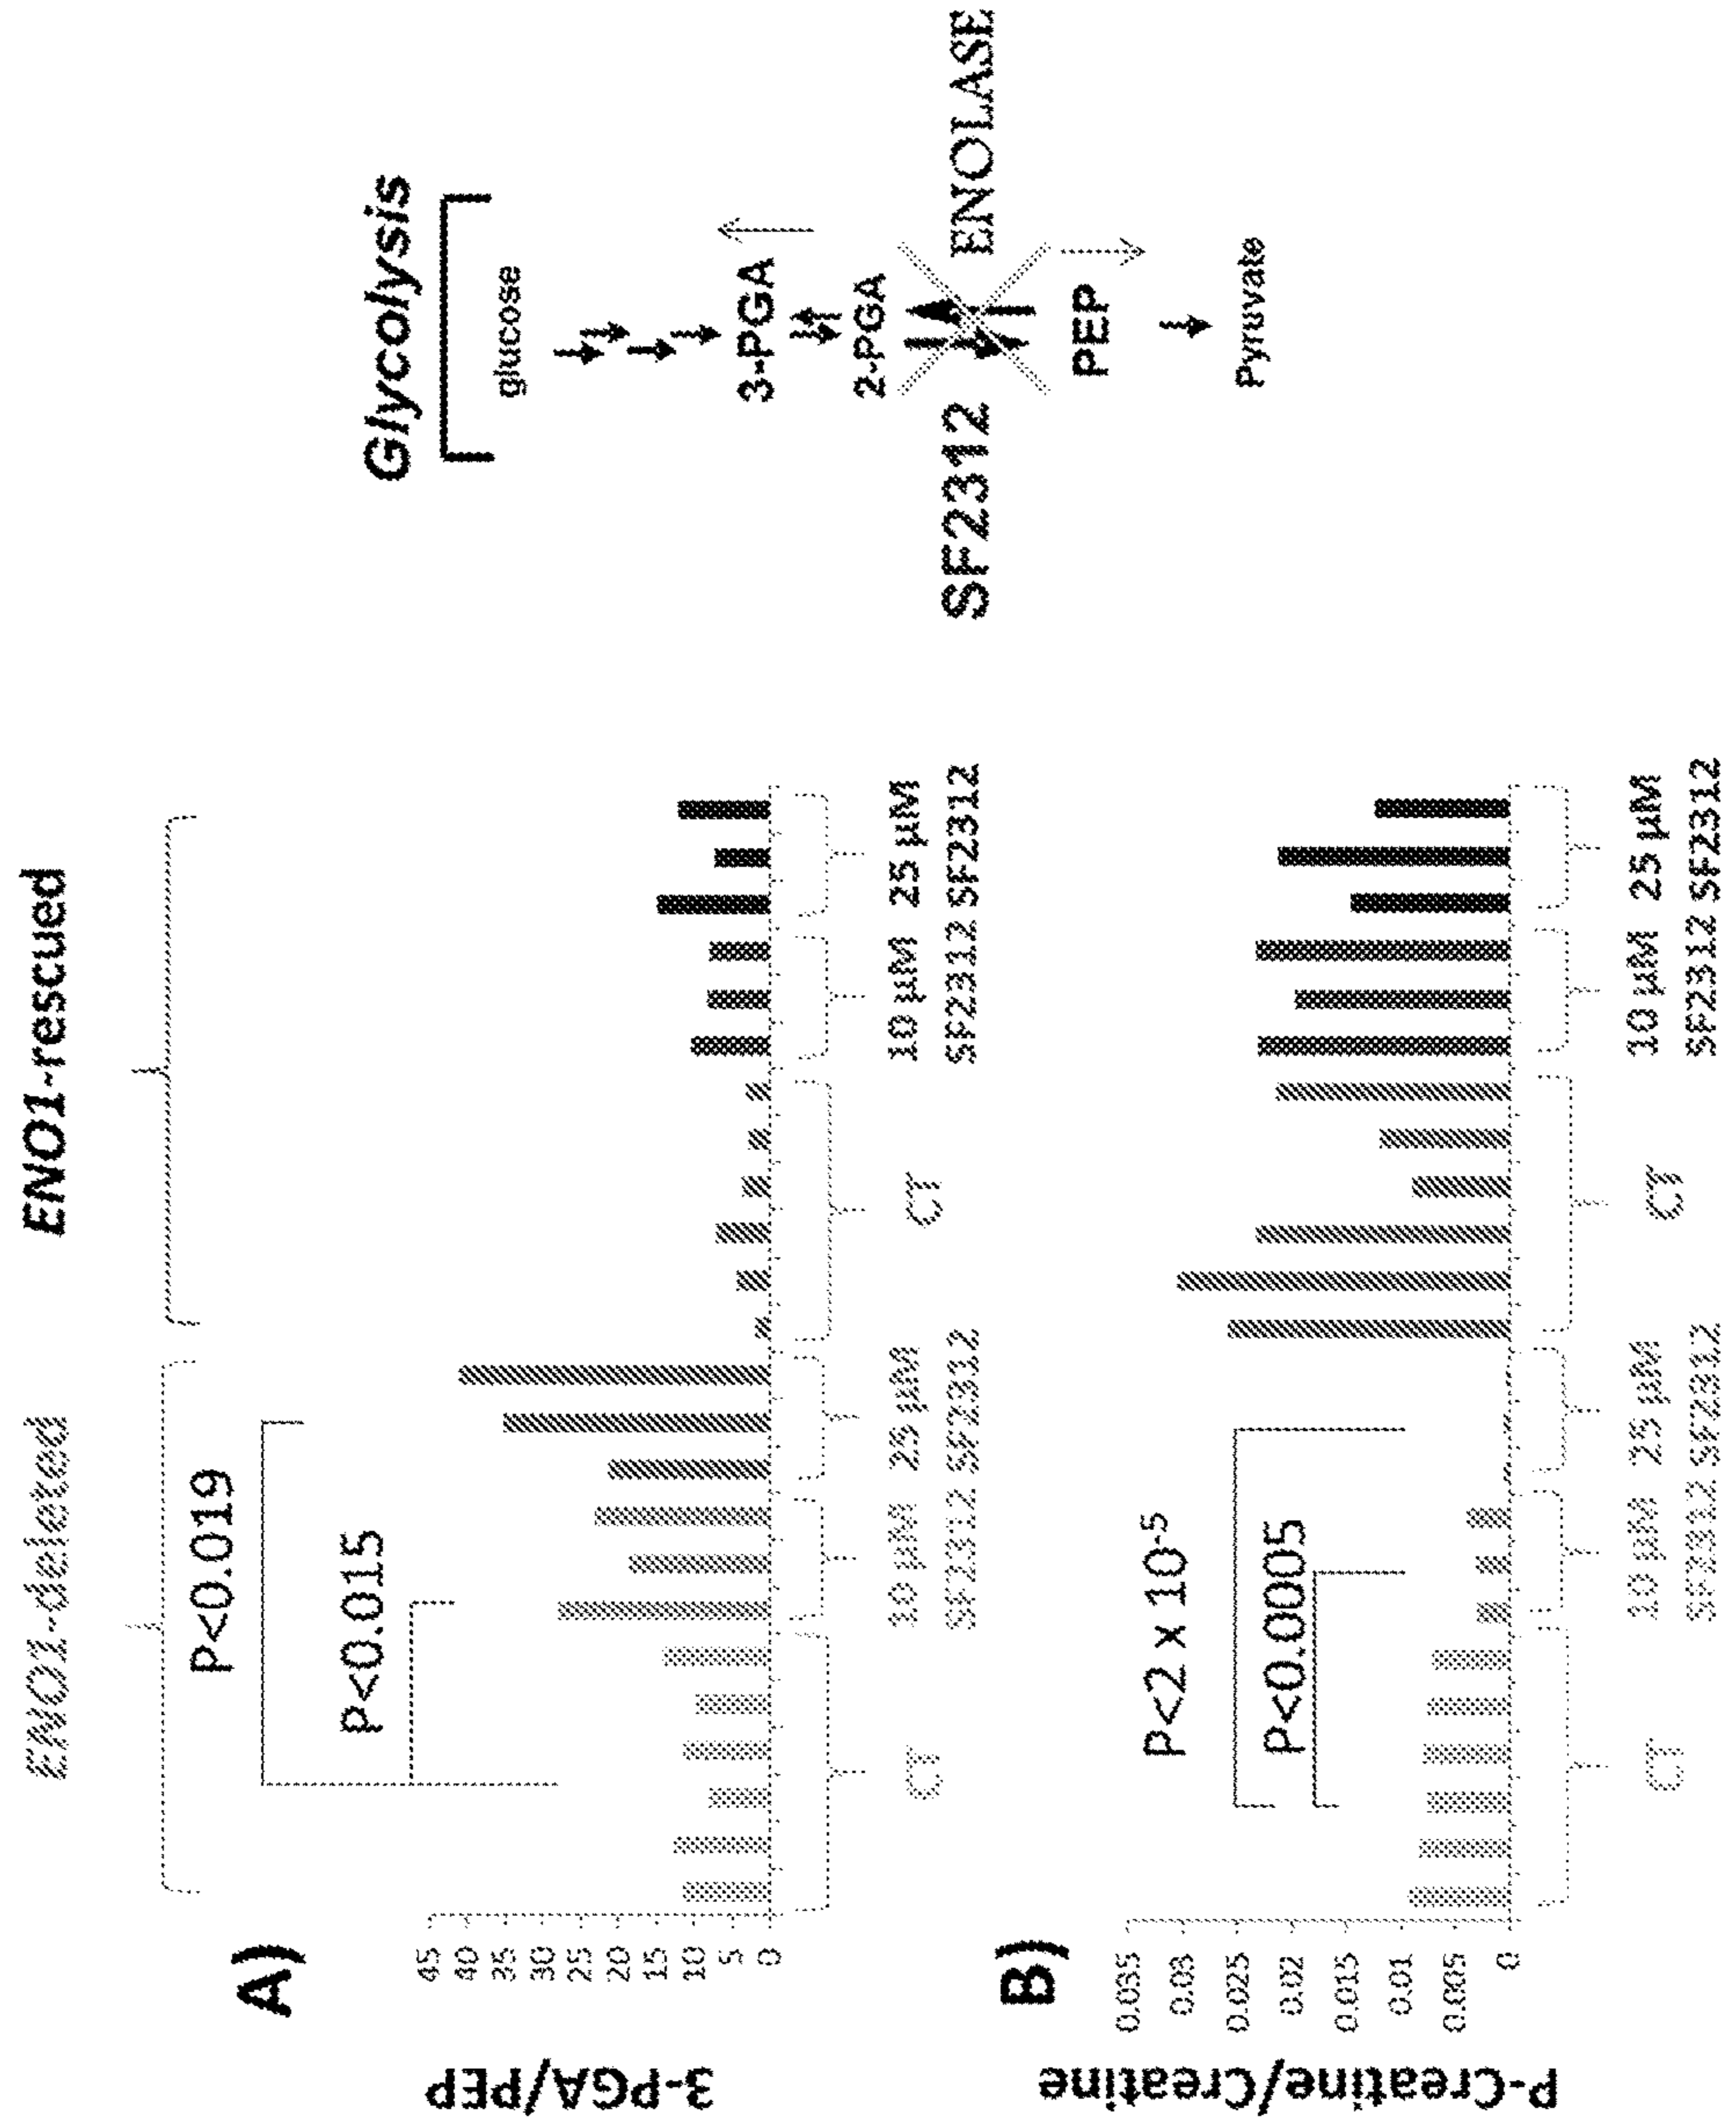 ENO1-deleted
ENO1-rescued
A)
3-PGA/PEP
45
40
35
30
25
20
15
10
5
0
P<0.019
P<0.015
CT
10 µM
SF2312
25 µM
SF2312
CT
10 µM
SF2312
25 µM
SF2312
B)
P-Creatine/Creatine
0.035
0.03
0.025
0.02
0.015
0.01
0.005
0
P<2 x 10-5
P<0.0005
CT
10 µM
SF2312
25 µM
SF2312
CT
10 µM
SF2312
25 µM
SF2312
Glycolysis
glucose
3-PGA
2-PGA
SF2312
ENOLASE
PEP
Pyruvate